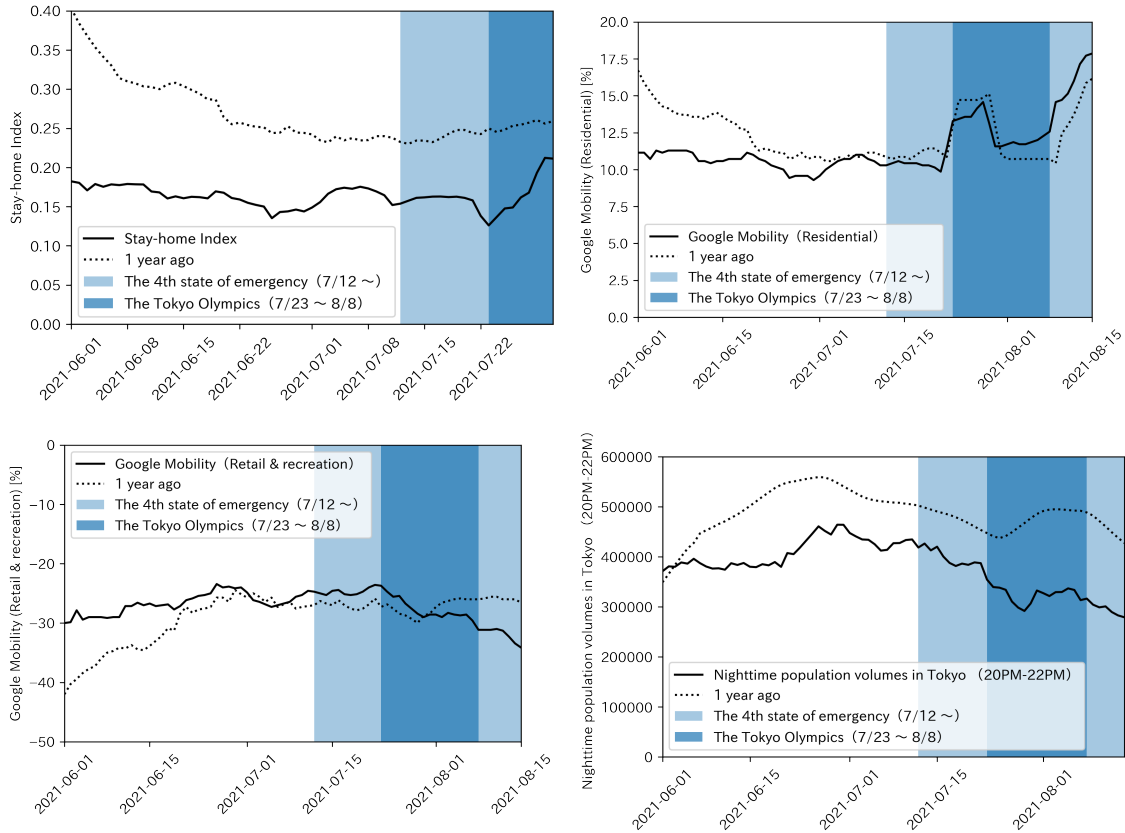 0.40
0.35
0.30
0.25
0.20
0.15
0.10
0.05
0.00
Stay-home Index
Stay-home Index
1 year ago
The 4th state of emergency（7/12 ～）
The Tokyo Olympics（7/23 ～ 8/8）
2021-06-01
2021-06-08
2021-06-15
2021-06-22
2021-07-01
2021-07-08
2021-07-15
2021-07-22
20.0
17.5
15.0
12.5
10.0
7.5
5.0
2.5
0.0
Google Mobility (Residential) [%]
Google Mobility（Residential）
1 year ago
The 4th state of emergency（7/12 ～）
The Tokyo Olympics（7/23 ～ 8/8）
2021-06-01
2021-06-15
2021-07-01
2021-07-15
2021-08-01
2021-08-15
0
−10
−20
−30
−40
−50
Google Mobility (Retail & recreation) [%]
Google Mobility（Retail & recreation）
1 year ago
The 4th state of emergency（7/12 ～）
The Tokyo Olympics（7/23 ～ 8/8）
2021-06-01
2021-06-15
2021-07-01
2021-07-15
2021-08-01
2021-08-15
600000
500000
400000
300000
200000
100000
0
Nighttime population volumes in Tokyo （20PM-22PM）
Nighttime population volumes in Tokyo （20PM-22PM）
1 year ago
The 4th state of emergency（7/12 ～）
The Tokyo Olympics（7/23 ～ 8/8）
2021-06-01
2021-06-15
2021-07-01
2021-07-15
2021-08-01